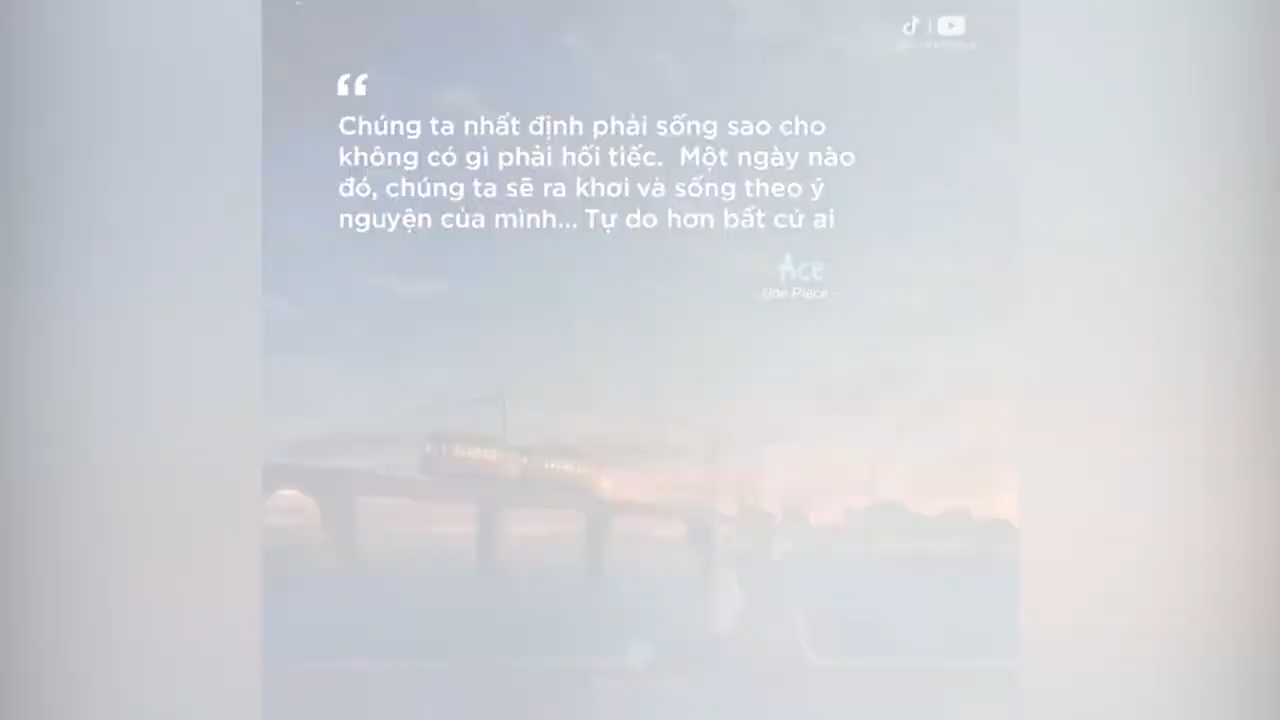 “
Chúng ta nhất định phải sống sao cho
không có gì phải hối tiếc. Một ngày nào
đó, chúng ta sẽ ra khơi và sống theo ý
nguyện của mình... Tự do hơn bất cứ ai
Ace
One Piece